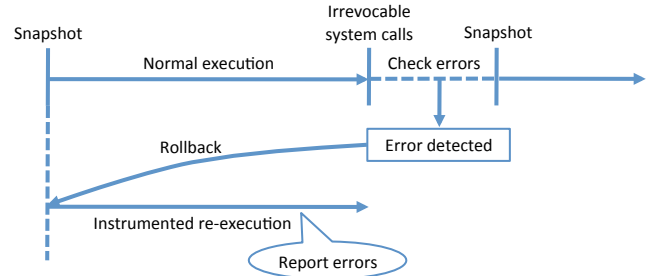 Irrevocable
system calls
Snapshot
Snapshot
Normal execution
Check errors
Error detected
Rollback
Instrumented re-execution
Report errors